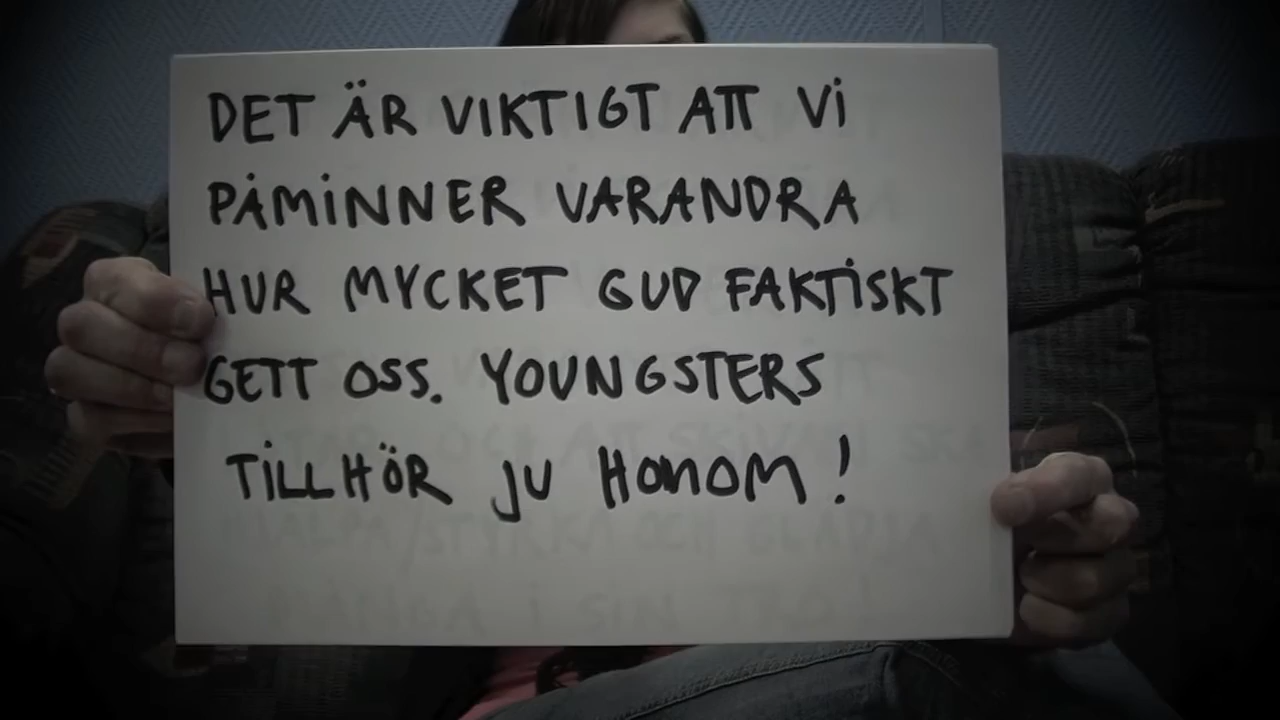 DET ÄR VIKTIGT ATT Vi
PÅMiNNER VARANDRA
HUR MYCKET GUD FAKTiSKT
GETT OSS. YOUNGSTERS
TiLLHÖR JU HONOM!